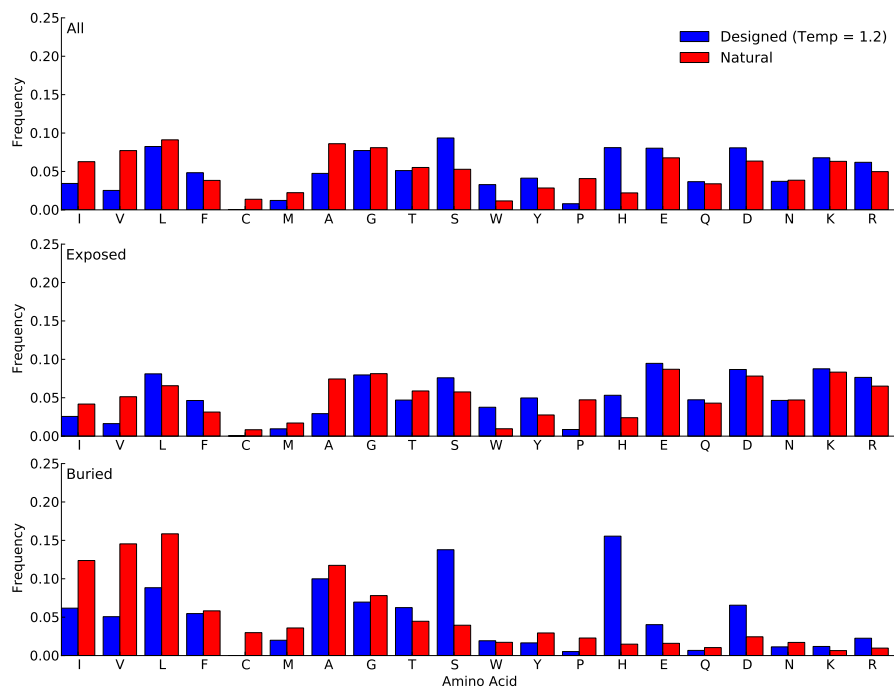 All
Designed (Temp = 1.2)
Natural
Frequency
0.25
0.20
0.15
0.10
0.05
0.00
I V L F C M A G T S W Y P H E Q D N K R
Exposed
Frequency
0.25
0.20
0.15
0.10
0.05
0.00
I V L F C M A G T S W Y P H E Q D N K R
Buried
Frequency
0.25
0.20
0.15
0.10
0.05
0.00
I V L F C M A G T S W Y P H E Q D N K R
Amino Acid